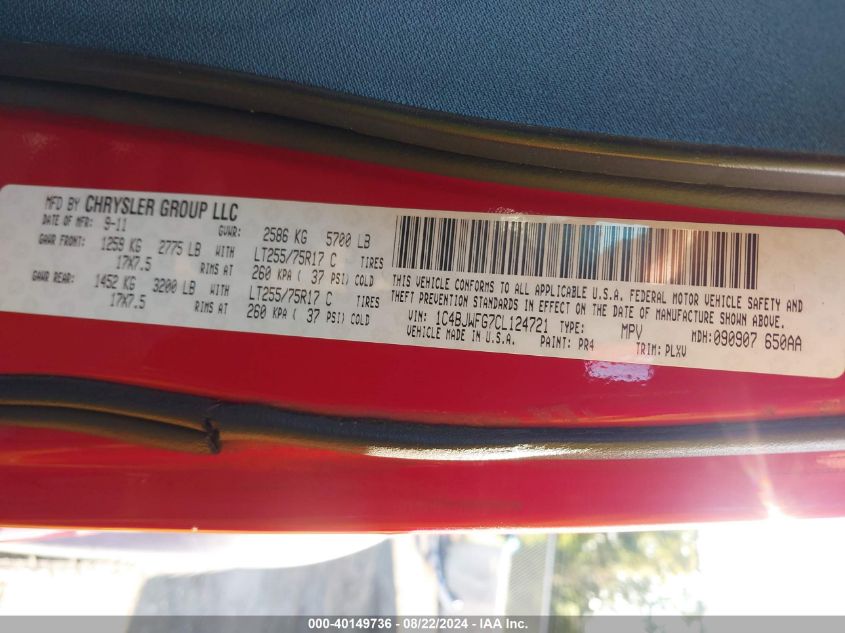 MFD BY CHRYSLER GROUP LLC
DATE OF MFR: 9-11 GVWR: 2586 KG 5700 LB
GAWR FRONT: 1259 KG 2775 LB WITH LT255/75R17 C TIRES
17X7.5 RIMS AT 260 KPA ( 37 PSI) COLD
GAWR REAR: 1452 KG 3200 LB WITH LT255/75R17 C TIRES
17X7.5 RIMS AT 260 KPA ( 37 PSI) COLD
THIS VEHICLE CONFORMS TO ALL APPLICABLE U.S.A. FEDERAL MOTOR VEHICLE SAFETY AND
THEFT PREVENTION STANDARDS IN EFFECT ON THE DATE OF MANUFACTURE SHOWN ABOVE.
VIN: 1C4BJWFG7CL124721 TYPE: MPV MDH:090907 650AA
VEHICLE MADE IN U.S.A. PAINT: PR4 TRIM: PLXV
000-40149736 - 08/22/2024 - IAA Inc.